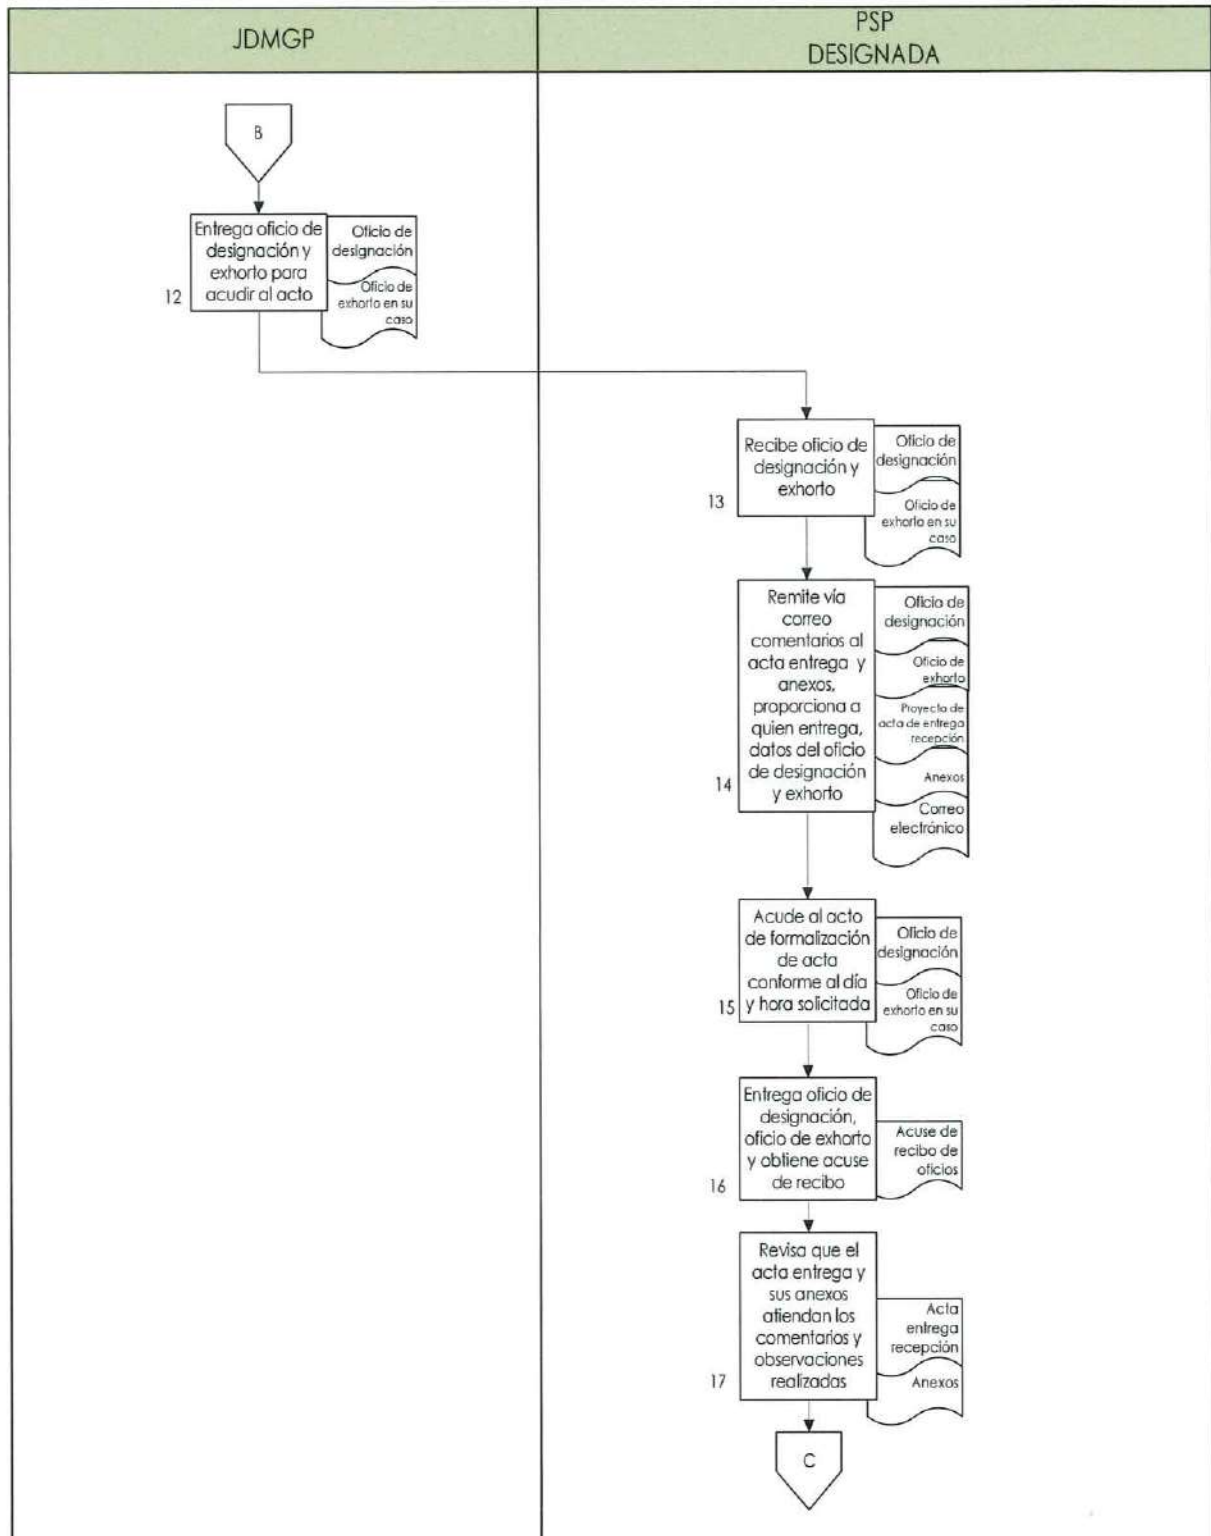 JDMGP
PSP
DESIGNADA
B
Entrega oficio de
designación y
exhorto para
acudir al acto
12
Oficio de
designación
Oficio de
exhorto en su
caso
Recibe oficio de
designación y
exhorto
13
Oficio de
designación
Oficio de
exhorto en su
caso
Remite vía
correo
comentarios al
acta entrega y
anexos,
proporciona a
quien entrega,
datos del oficio
de designación
y exhorto
14
Oficio de
designación
Oficio de
exhorto
Proyecto de
acta de entrega
recepción
Anexos
Correo
electrónico
Acude al acto
de formalización
de acta
conforme al día
y hora solicitada
15
Oficio de
designación
Oficio de
exhorto en su
caso
Entrega oficio de
designación,
oficio de exhorto
y obtiene acuse
de recibo
16
Acuse de
recibo de
oficios
Revisa que el
acta entrega y
sus anexos
atiendan los
comentarios y
observaciones
realizadas
17
Acta
entrega
recepción
Anexos
C